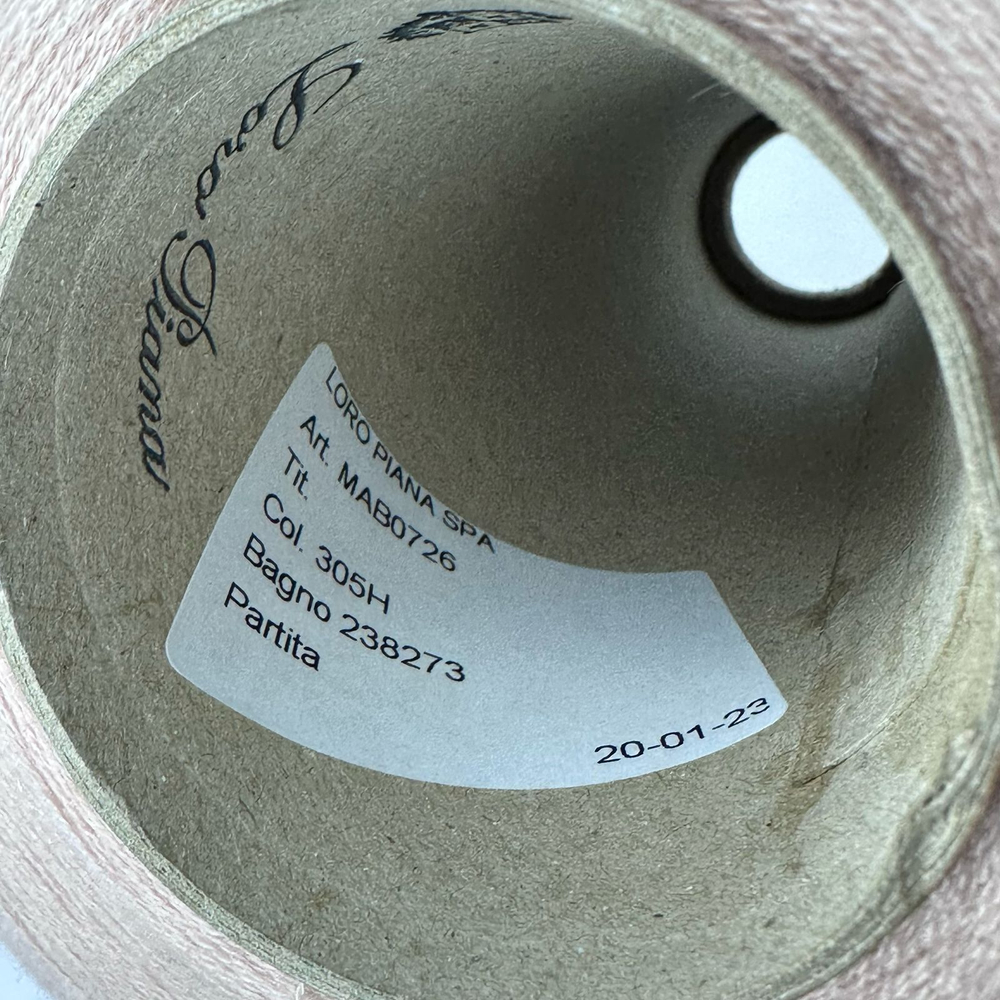 Loro Piana
LORO PIANA SPA
Art. MAB0726
Tit.
Col. 305H
Bagno 238273
Partita
20-01-23